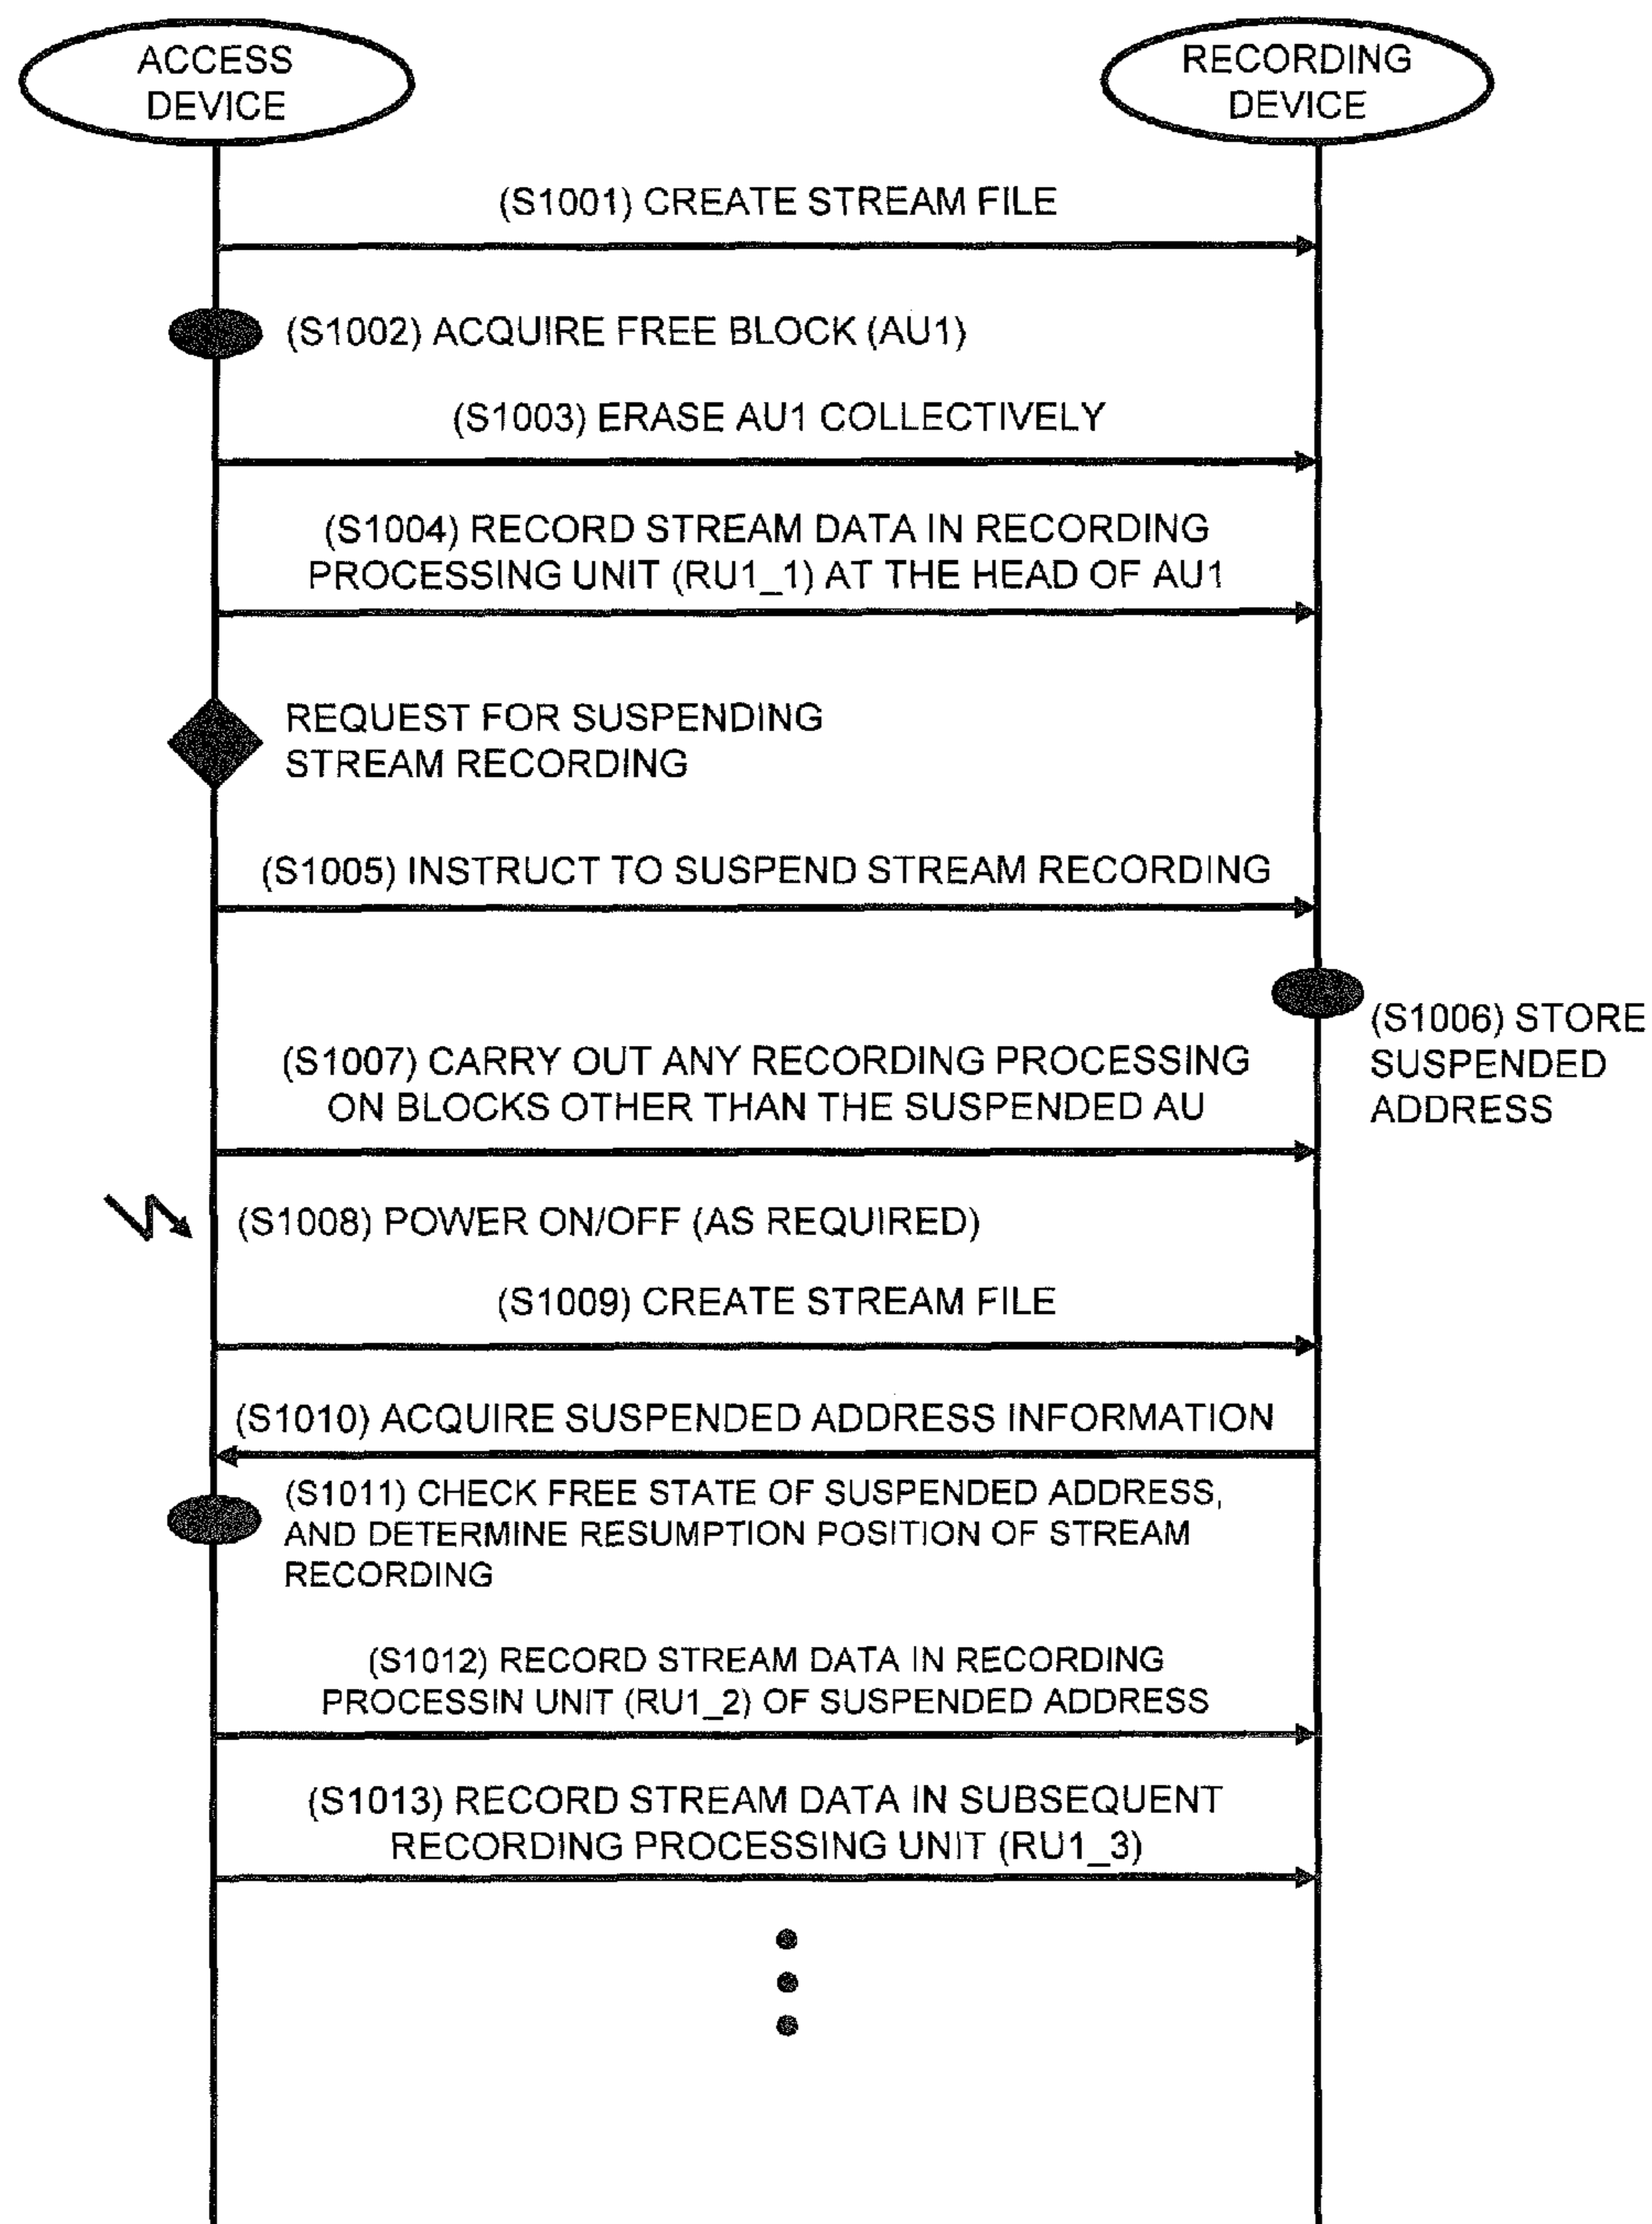 ACCESS
DEVICE
RECORDING
DEVICE
(S1001) CREATE STREAM FILE
(S1002) ACQUIRE FREE BLOCK (AU1)
(S1003) ERASE AU1 COLLECTIVELY
(S1004) RECORD STREAM DATA IN RECORDING
PROCESSING UNIT (RU1_1) AT THE HEAD OF AU1
REQUEST FOR SUSPENDING
STREAM RECORDING
(S1005) INSTRUCT TO SUSPEND STREAM RECORDING
(S1006) STORE
SUSPENDED
ADDRESS
(S1007) CARRY OUT ANY RECORDING PROCESSING
ON BLOCKS OTHER THAN THE SUSPENDED AU
(S1008) POWER ON/OFF (AS REQUIRED)
(S1009) CREATE STREAM FILE
(S1010) ACQUIRE SUSPENDED ADDRESS INFORMATION
(S1011) CHECK FREE STATE OF SUSPENDED ADDRESS,
AND DETERMINE RESUMPTION POSITION OF STREAM
RECORDING
(S1012) RECORD STREAM DATA IN RECORDING
PROCESSIN UNIT (RU1_2) OF SUSPENDED ADDRESS
(S1013) RECORD STREAM DATA IN SUBSEQUENT
RECORDING PROCESSING UNIT (RU1_3)